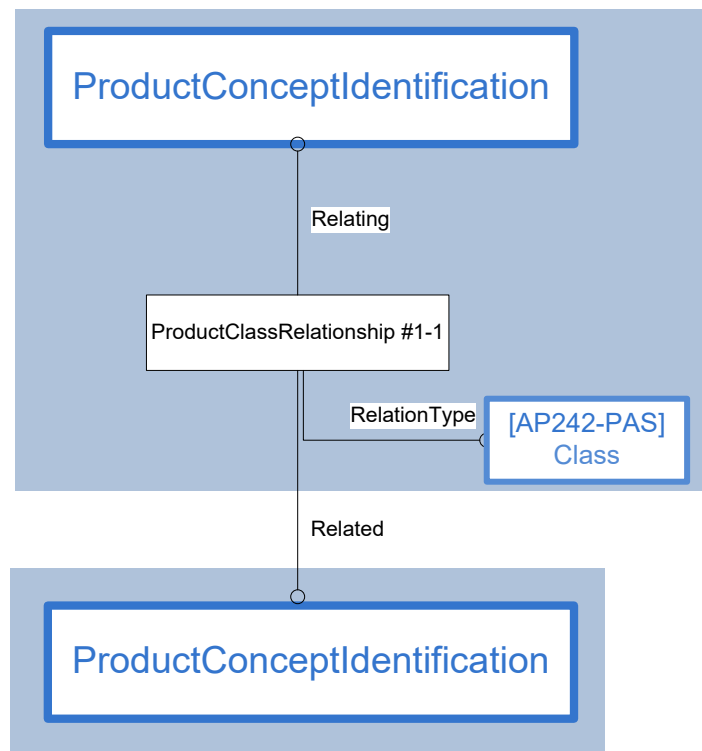 ProductConceptIdentification
Relating
ProductClassRelationship #1-1
RelationType
[AP242-PAS]
Class
Related
ProductConceptIdentification